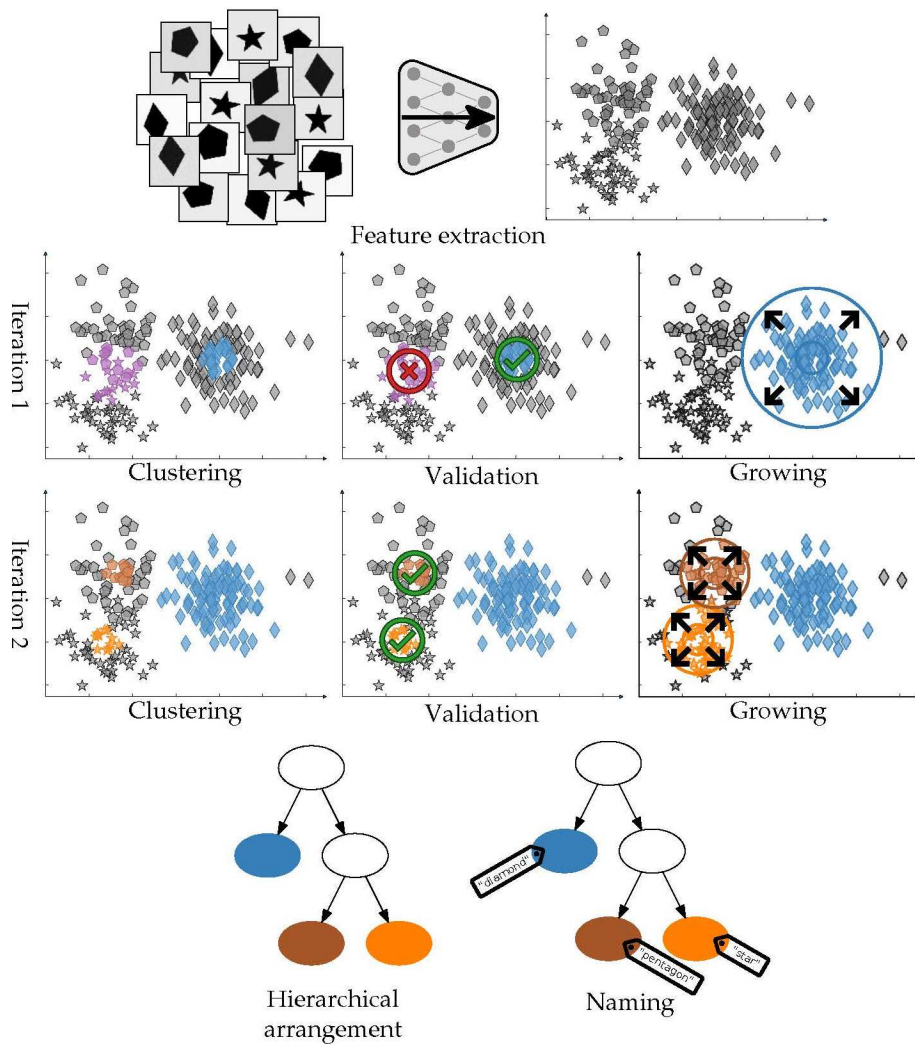 Feature extraction
Iteration 1
Clustering
Validation
Growing
Iteration 2
Clustering
Validation
Growing
"diamond"
"pentagon"
"star"
Hierarchical
arrangement
Naming